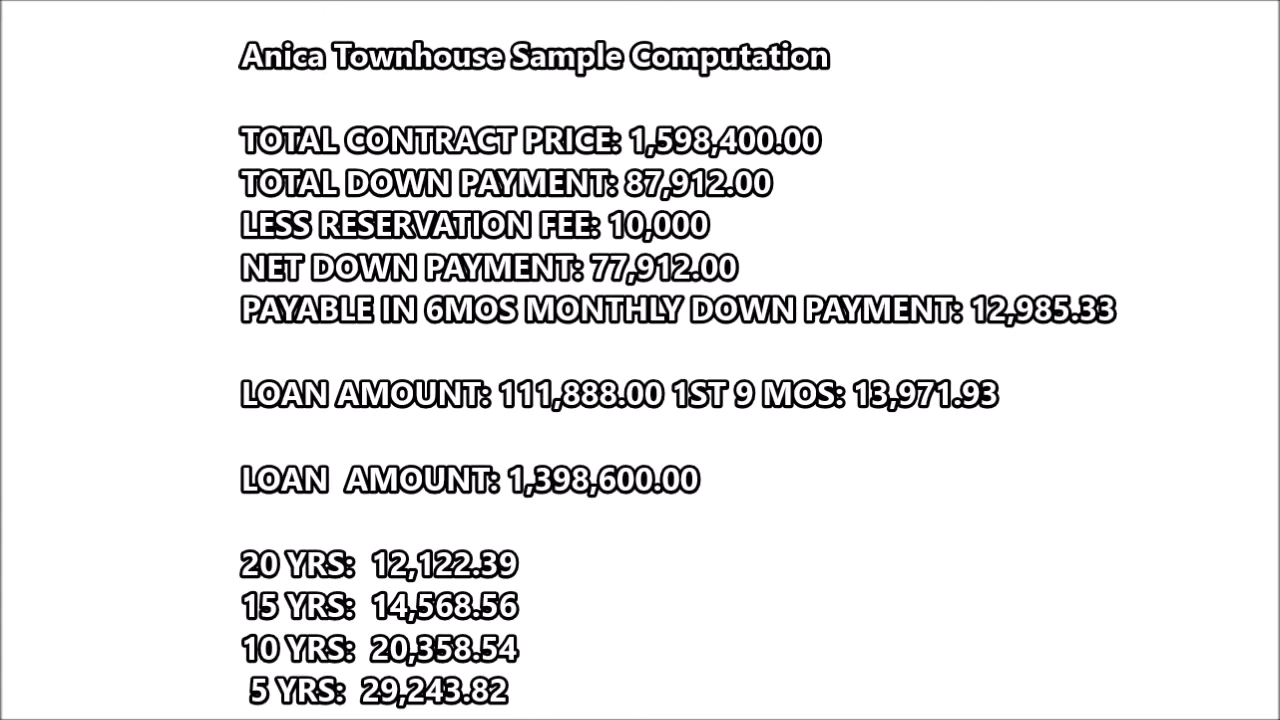 Anica Townhouse Sample Computation
TOTAL CONTRACT PRICE: 1,598,400.00
TOTAL DOWN PAYMENT: 87,912.00
LESS RESERVATION FEE: 10,000
NET DOWN PAYMENT: 77,912.00
PAYABLE IN 6MOS MONTHLY DOWN PAYMENT: 12,985.33
LOAN AMOUNT: 111,888.00 1ST 9 MOS: 13,971.93
LOAN AMOUNT: 1,398,600.00
20 YRS: 12,122.39
15 YRS: 14,568.56
10 YRS: 20,358.54
5 YRS: 29,243.82